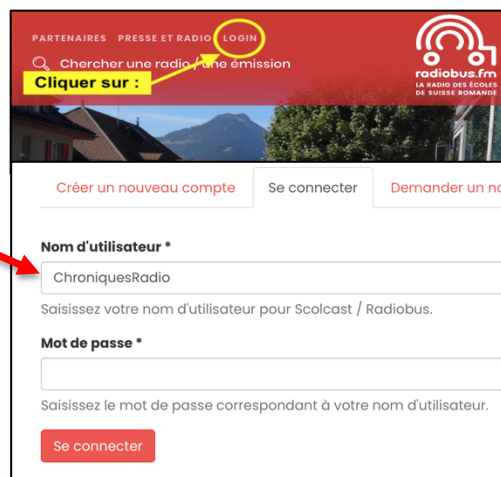 PARTENAIRES PRESSE ET RADIO LOGIN
Chercher une radio / une émission
Cliquer sur :
radiobus.fm
LA RADIO DES ÉCOLES
DE SUISSE ROMANDE
Créer un nouveau compte Se connecter Demander un no
Nom d'utilisateur *
ChroniquesRadio
Saisissez votre nom d'utilisateur pour Scolcast / Radiobus.
Mot de passe *
Saisissez le mot de passe correspondant à votre nom d'utilisateur.
Se connecter